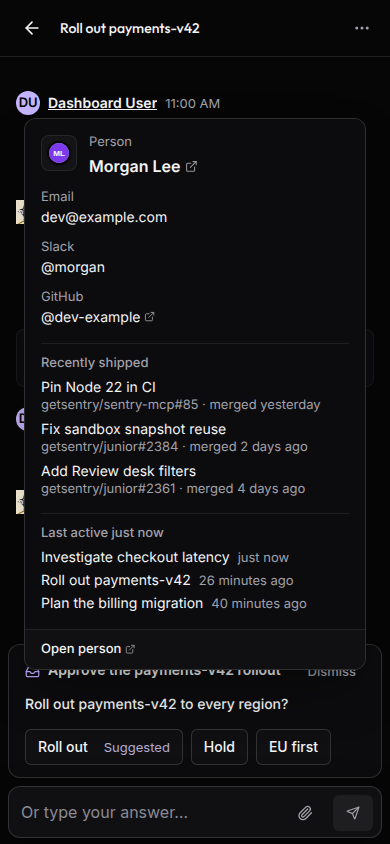 Roll out payments-v42
DU Dashboard User 11:00 AM
Person
ML Morgan Lee
Email
dev@example.com
Slack
@morgan
GitHub
@dev-example
Recently shipped
Pin Node 22 in CI
getsentry/sentry-mcp#85 · merged yesterday
Fix sandbox snapshot reuse
getsentry/junior#2384 · merged 2 days ago
Add Review desk filters
getsentry/junior#2361 · merged 4 days ago
Last active just now
Investigate checkout latency just now
Roll out payments-v42 26 minutes ago
Plan the billing migration 40 minutes ago
Open person
Approve the payments-v42 rollout Dismiss
Roll out payments-v42 to every region?
Roll out Suggested Hold EU first
Or type your answer...